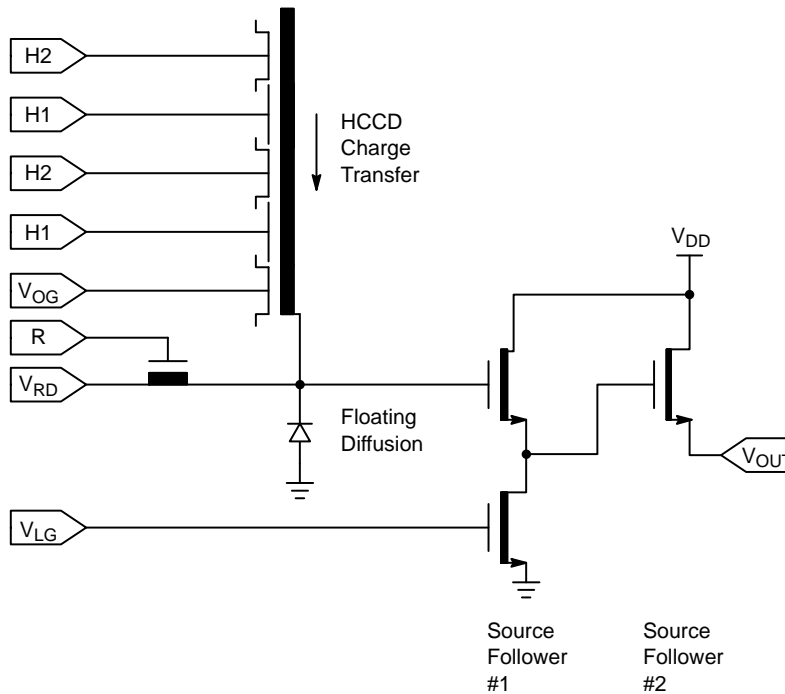 H2
H1
H2
H1
VOG
R
VRD
VLG
HCCD
Charge
Transfer
VDD
Floating
Diffusion
VOUT
Source
Follower
#1
Source
Follower
#2